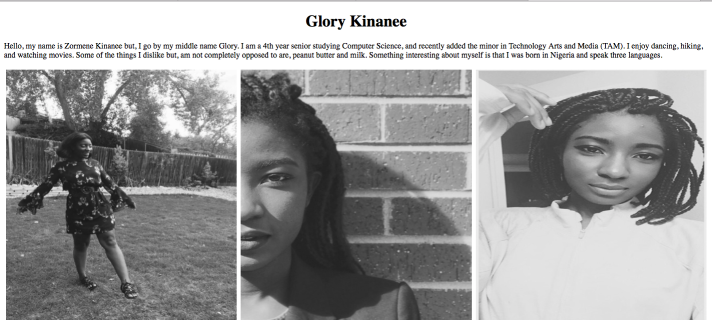 Glory Kinanee
Hello, my name is Zormene Kinanee but, I go by my middle name Glory. I am a 4th year senior studying Computer Science, and recently added the minor in Technology Arts and Media (TAM). I enjoy dancing, hiking,
and watching movies. Some of the things I dislike but, am not completely opposed to are, peanut butter and milk. Something interesting about myself is that I was born in Nigeria and speak three languages.